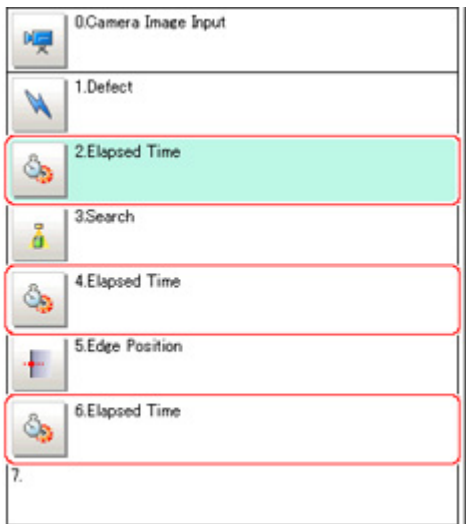 0.Camera Image Input
1.Defect
2.Elapsed Time
3.Search
4.Elapsed Time
5.Edge Position
6.Elapsed Time
7.